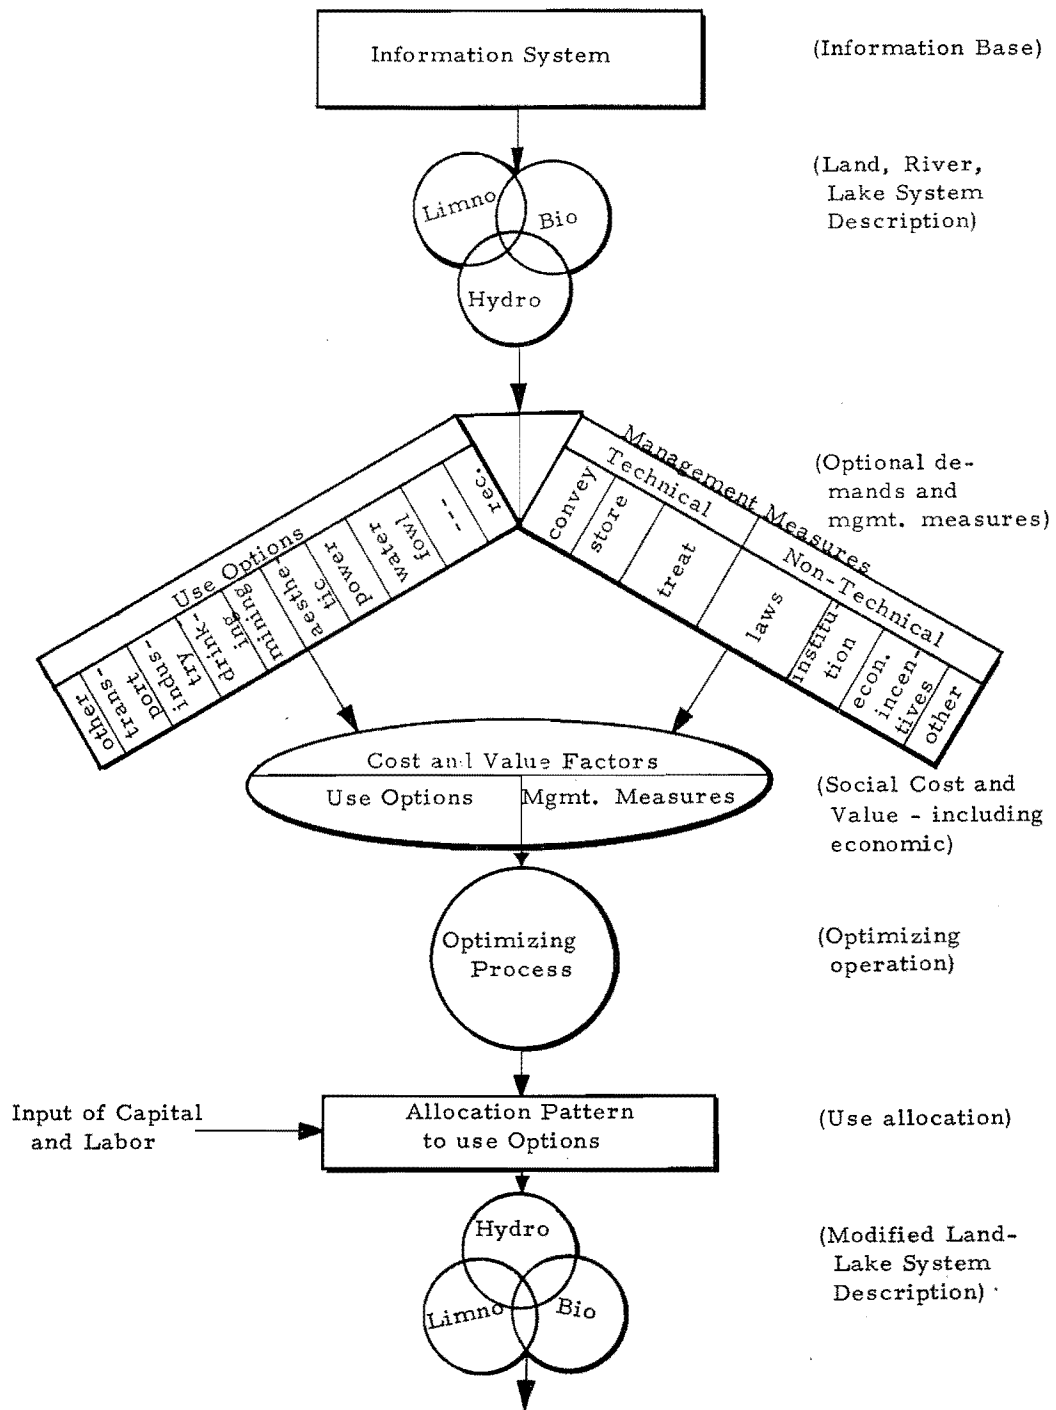 Information System
(Information Base)
Limno
Bio
Hydro
(Land, River,
Lake System
Description)
Use Options
other
trans-
port
indus-
try
drink-
ing
mining
aesthe-
tic
power
water
fowl
---
rec.
Management Measures
Technical
Non-Technical
convey
store
treat
laws
institu-
tion
econ.
incen-
tives
other
(Optional de-
mands and
mgmt. measures)
Cost and Value Factors
Use Options
Mgmt. Measures
(Social Cost and
Value - including
economic)
Optimizing
Process
(Optimizing
operation)
Input of Capital
and Labor
Allocation Pattern
to use Options
(Use allocation)
Hydro
Limno
Bio
(Modified Land-
Lake System
Description)